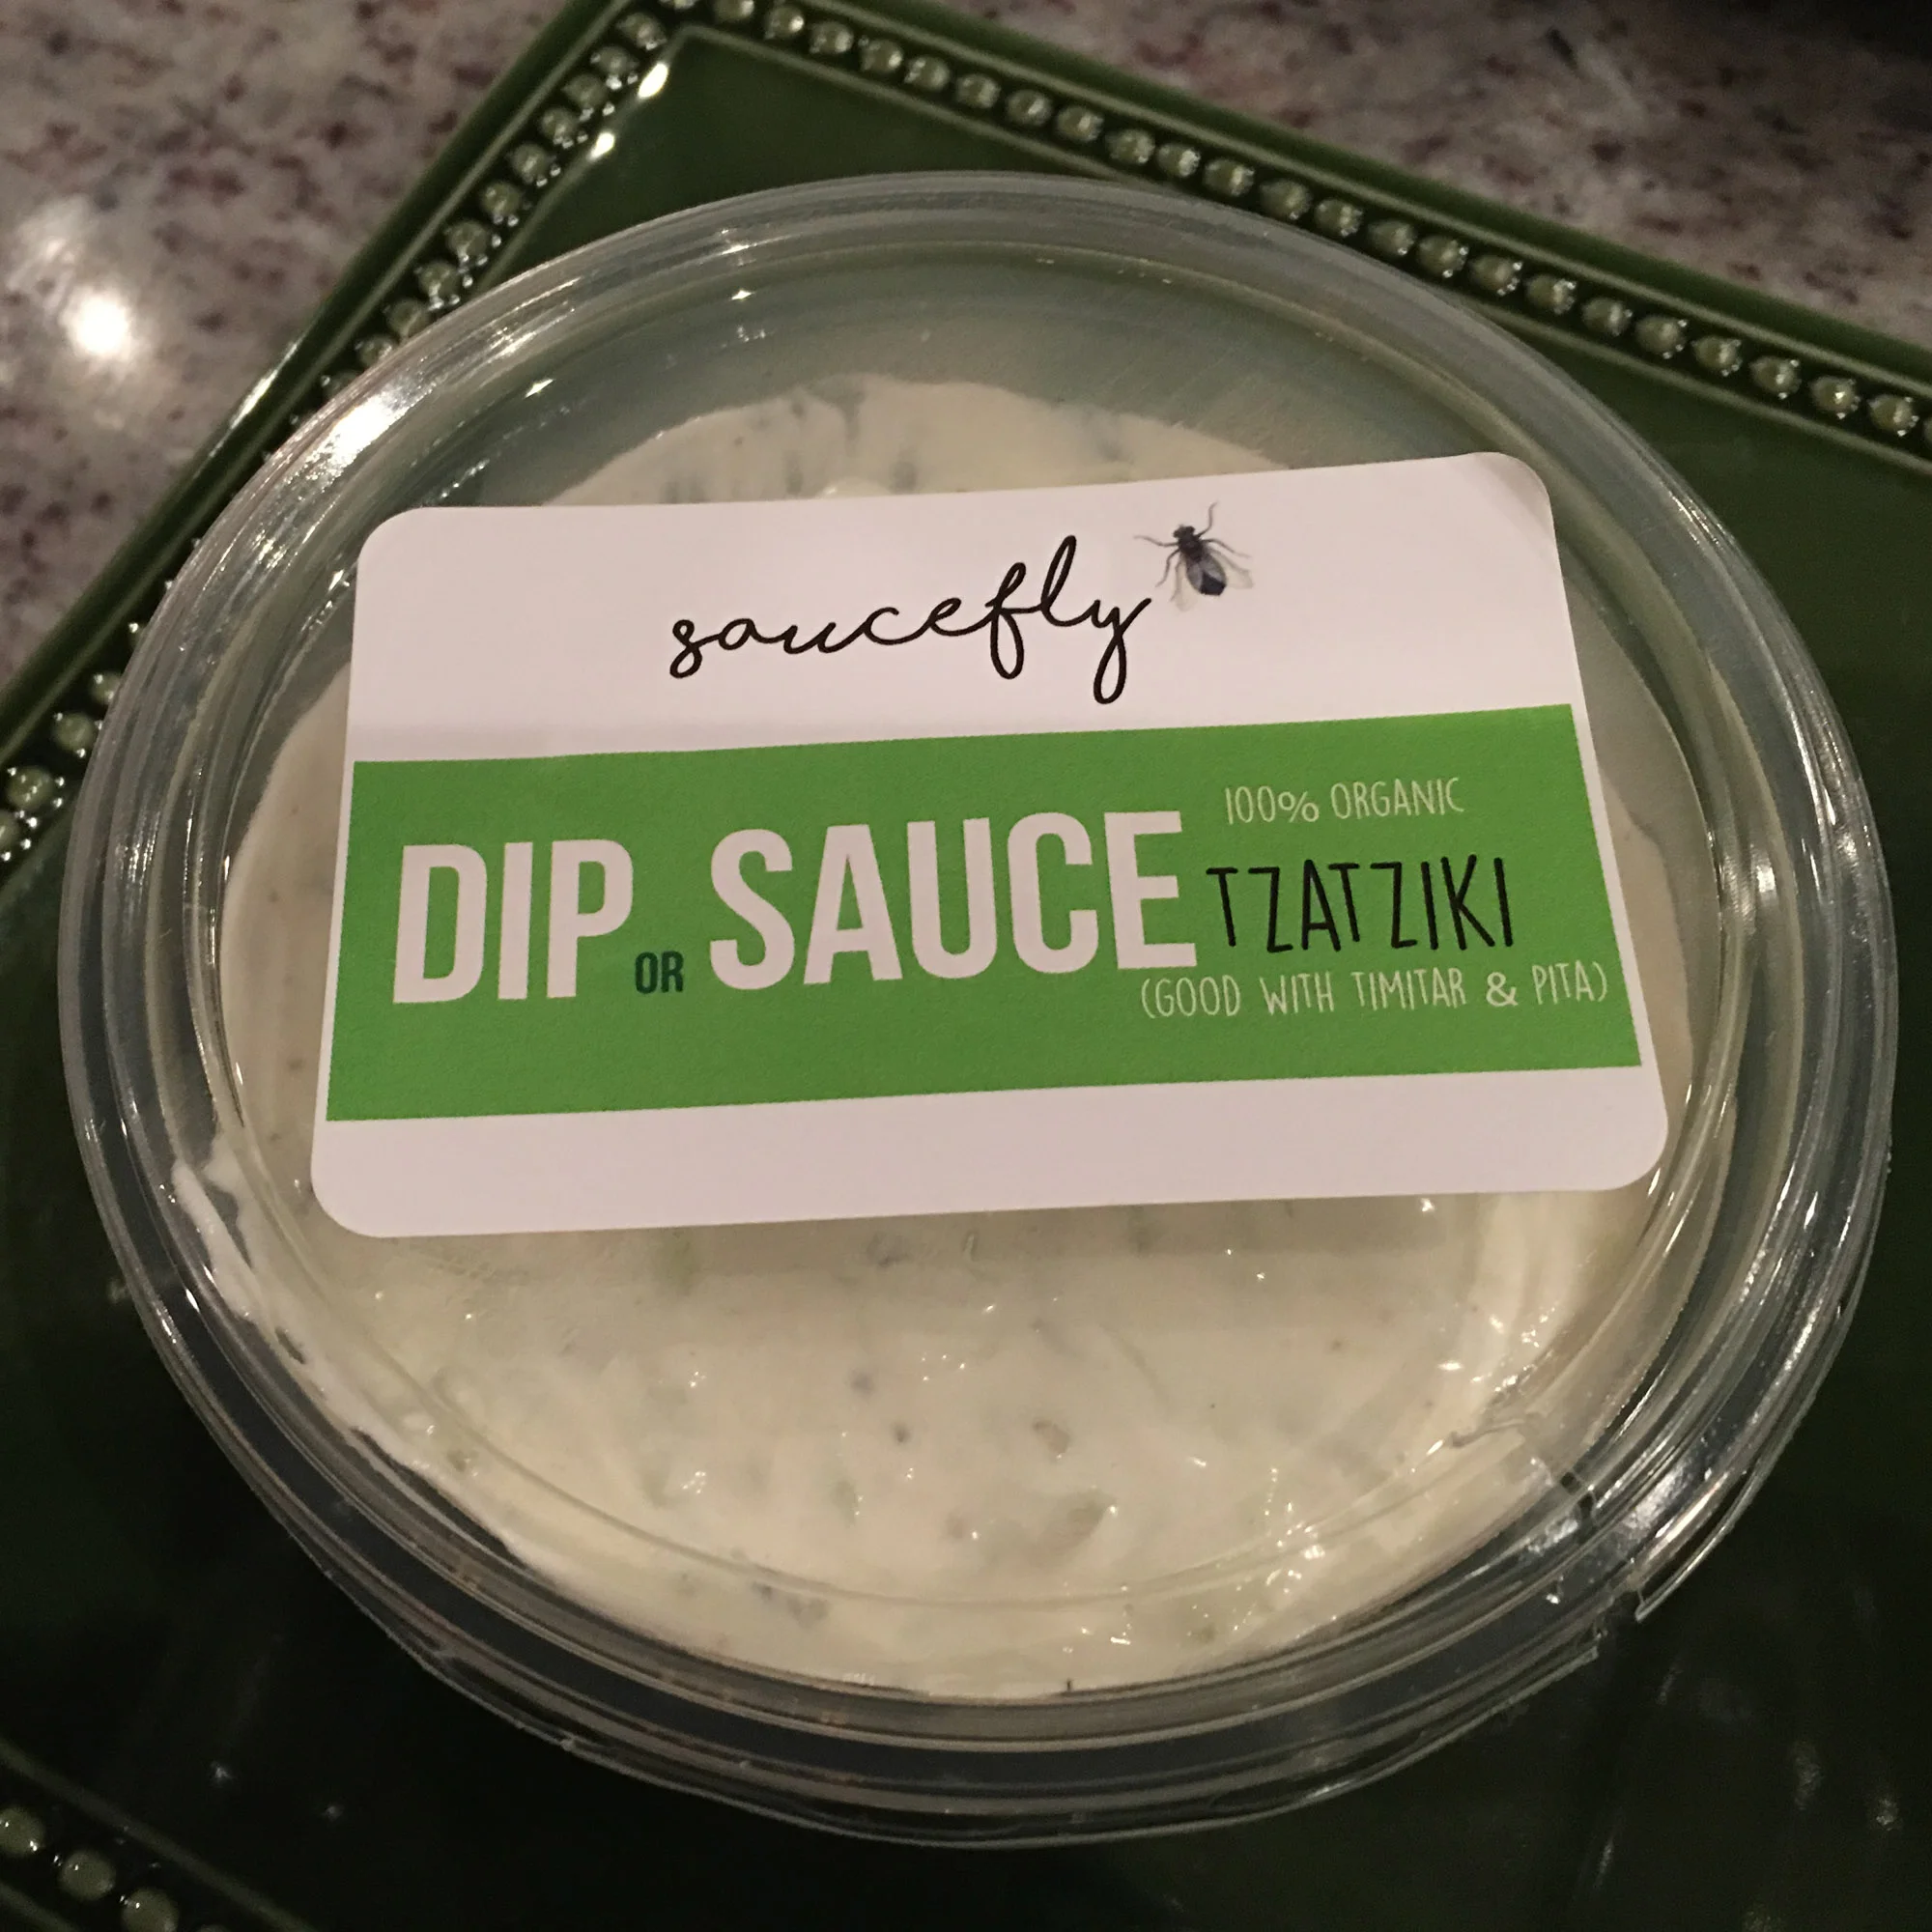 saucefly
100% ORGANIC
DIP OR SAUCE TZATZIKI
(GOOD WITH TIMITAR & PITA)